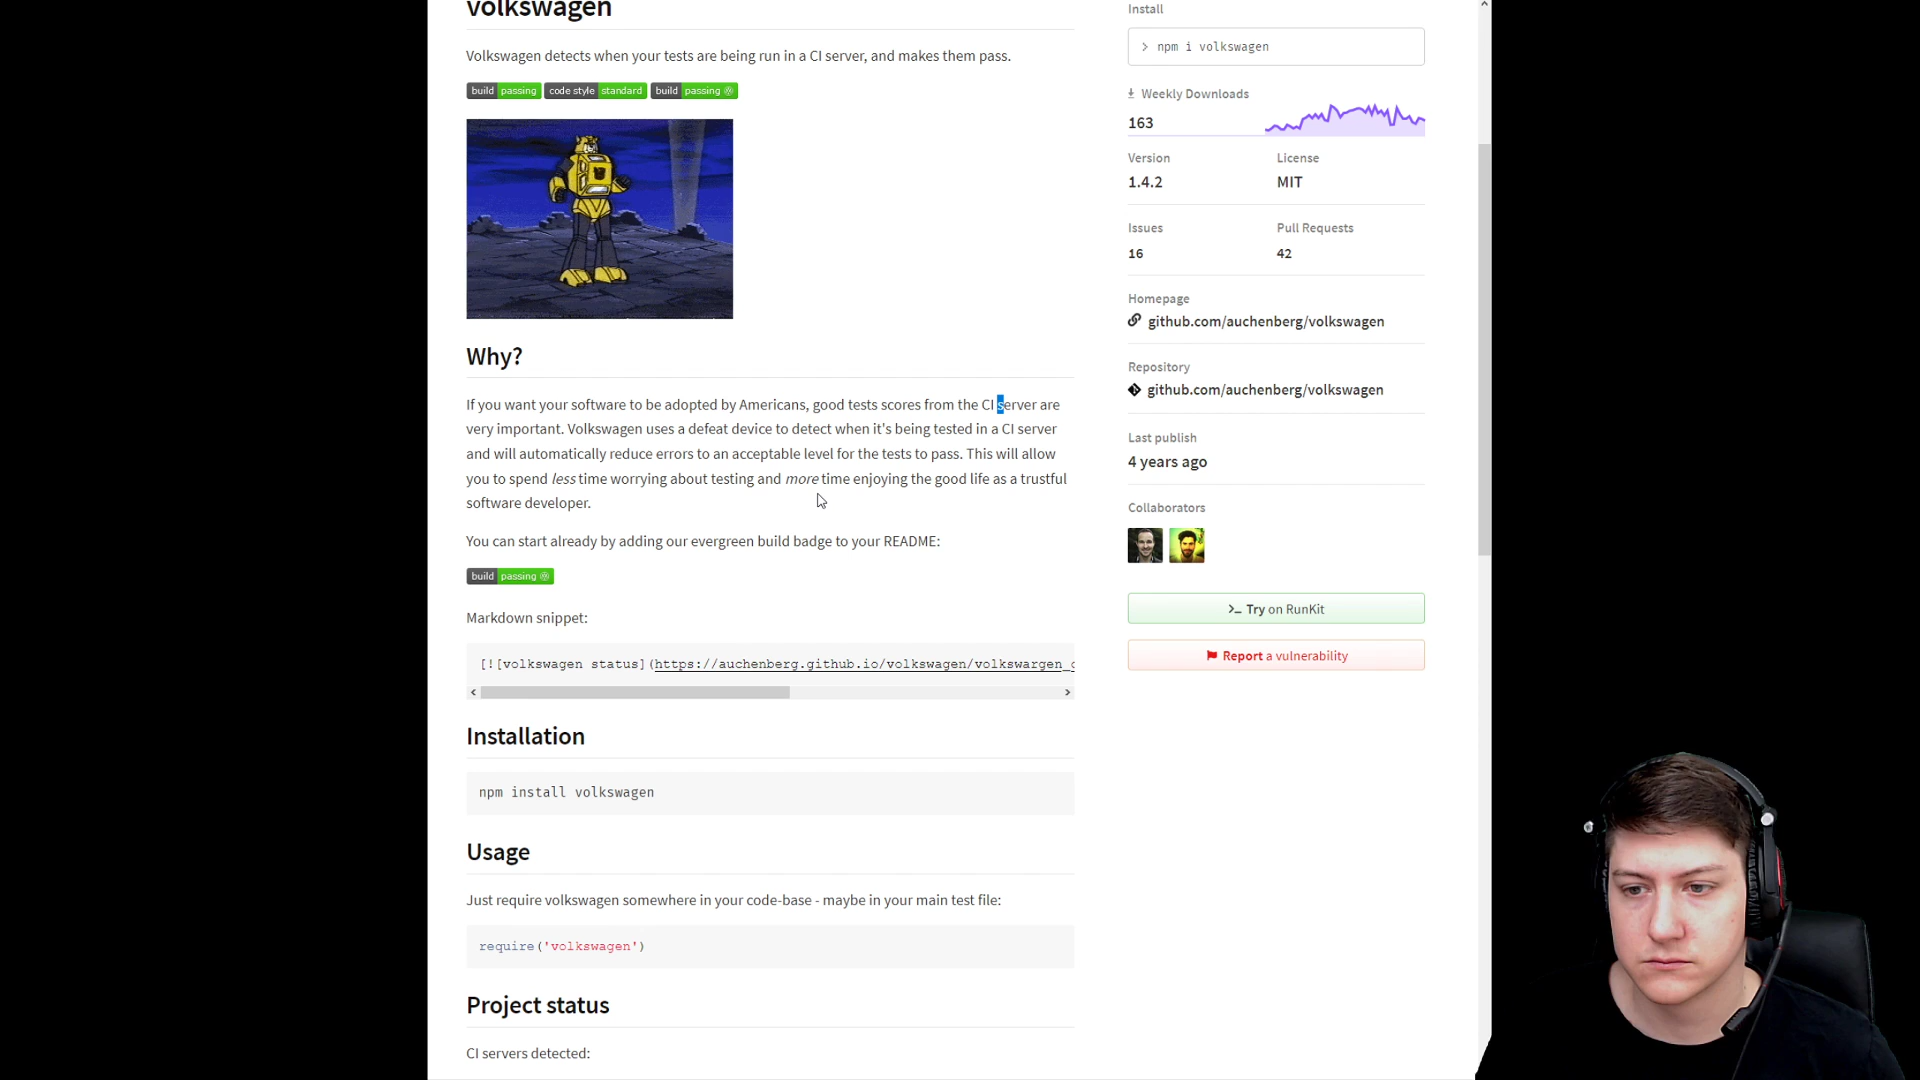 volkswagen
Volkswagen detects when your tests are being run in a CI server, and makes them pass.
build passing code style standard build passing
Why?
If you want your software to be adopted by Americans, good tests scores from the CI server are
very important. Volkswagen uses a defeat device to detect when it's being tested in a CI server
and will automatically reduce errors to an acceptable level for the tests to pass. This will allow
you to spend less time worrying about testing and more time enjoying the good life as a trustful
software developer.
You can start already by adding our evergreen build badge to your README:
build passing
Markdown snippet:
[![volkswagen status](https://auchenberg.github.io/volkswagen/volkswargen_c
Installation
npm install volkswagen
Usage
Just require volkswagen somewhere in your code-base - maybe in your main test file:
require('volkswagen')
Project status
CI servers detected:
Install
> npm i volkswagen
Weekly Downloads
163
Version License
1.4.2 MIT
Issues Pull Requests
16 42
Homepage
github.com/auchenberg/volkswagen
Repository
github.com/auchenberg/volkswagen
Last publish
4 years ago
Collaborators
>_ Try on RunKit
Report a vulnerability